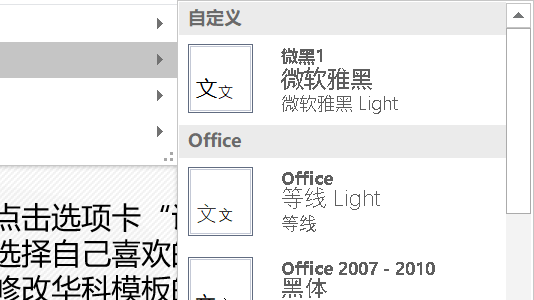 自定义
文文
微黑1
微软雅黑
微软雅黑 Light
Office
文文
Office
等线 Light
等线
Office 2007 - 2010
黑体
点击选项卡“
选择自己喜欢
修改华科模板